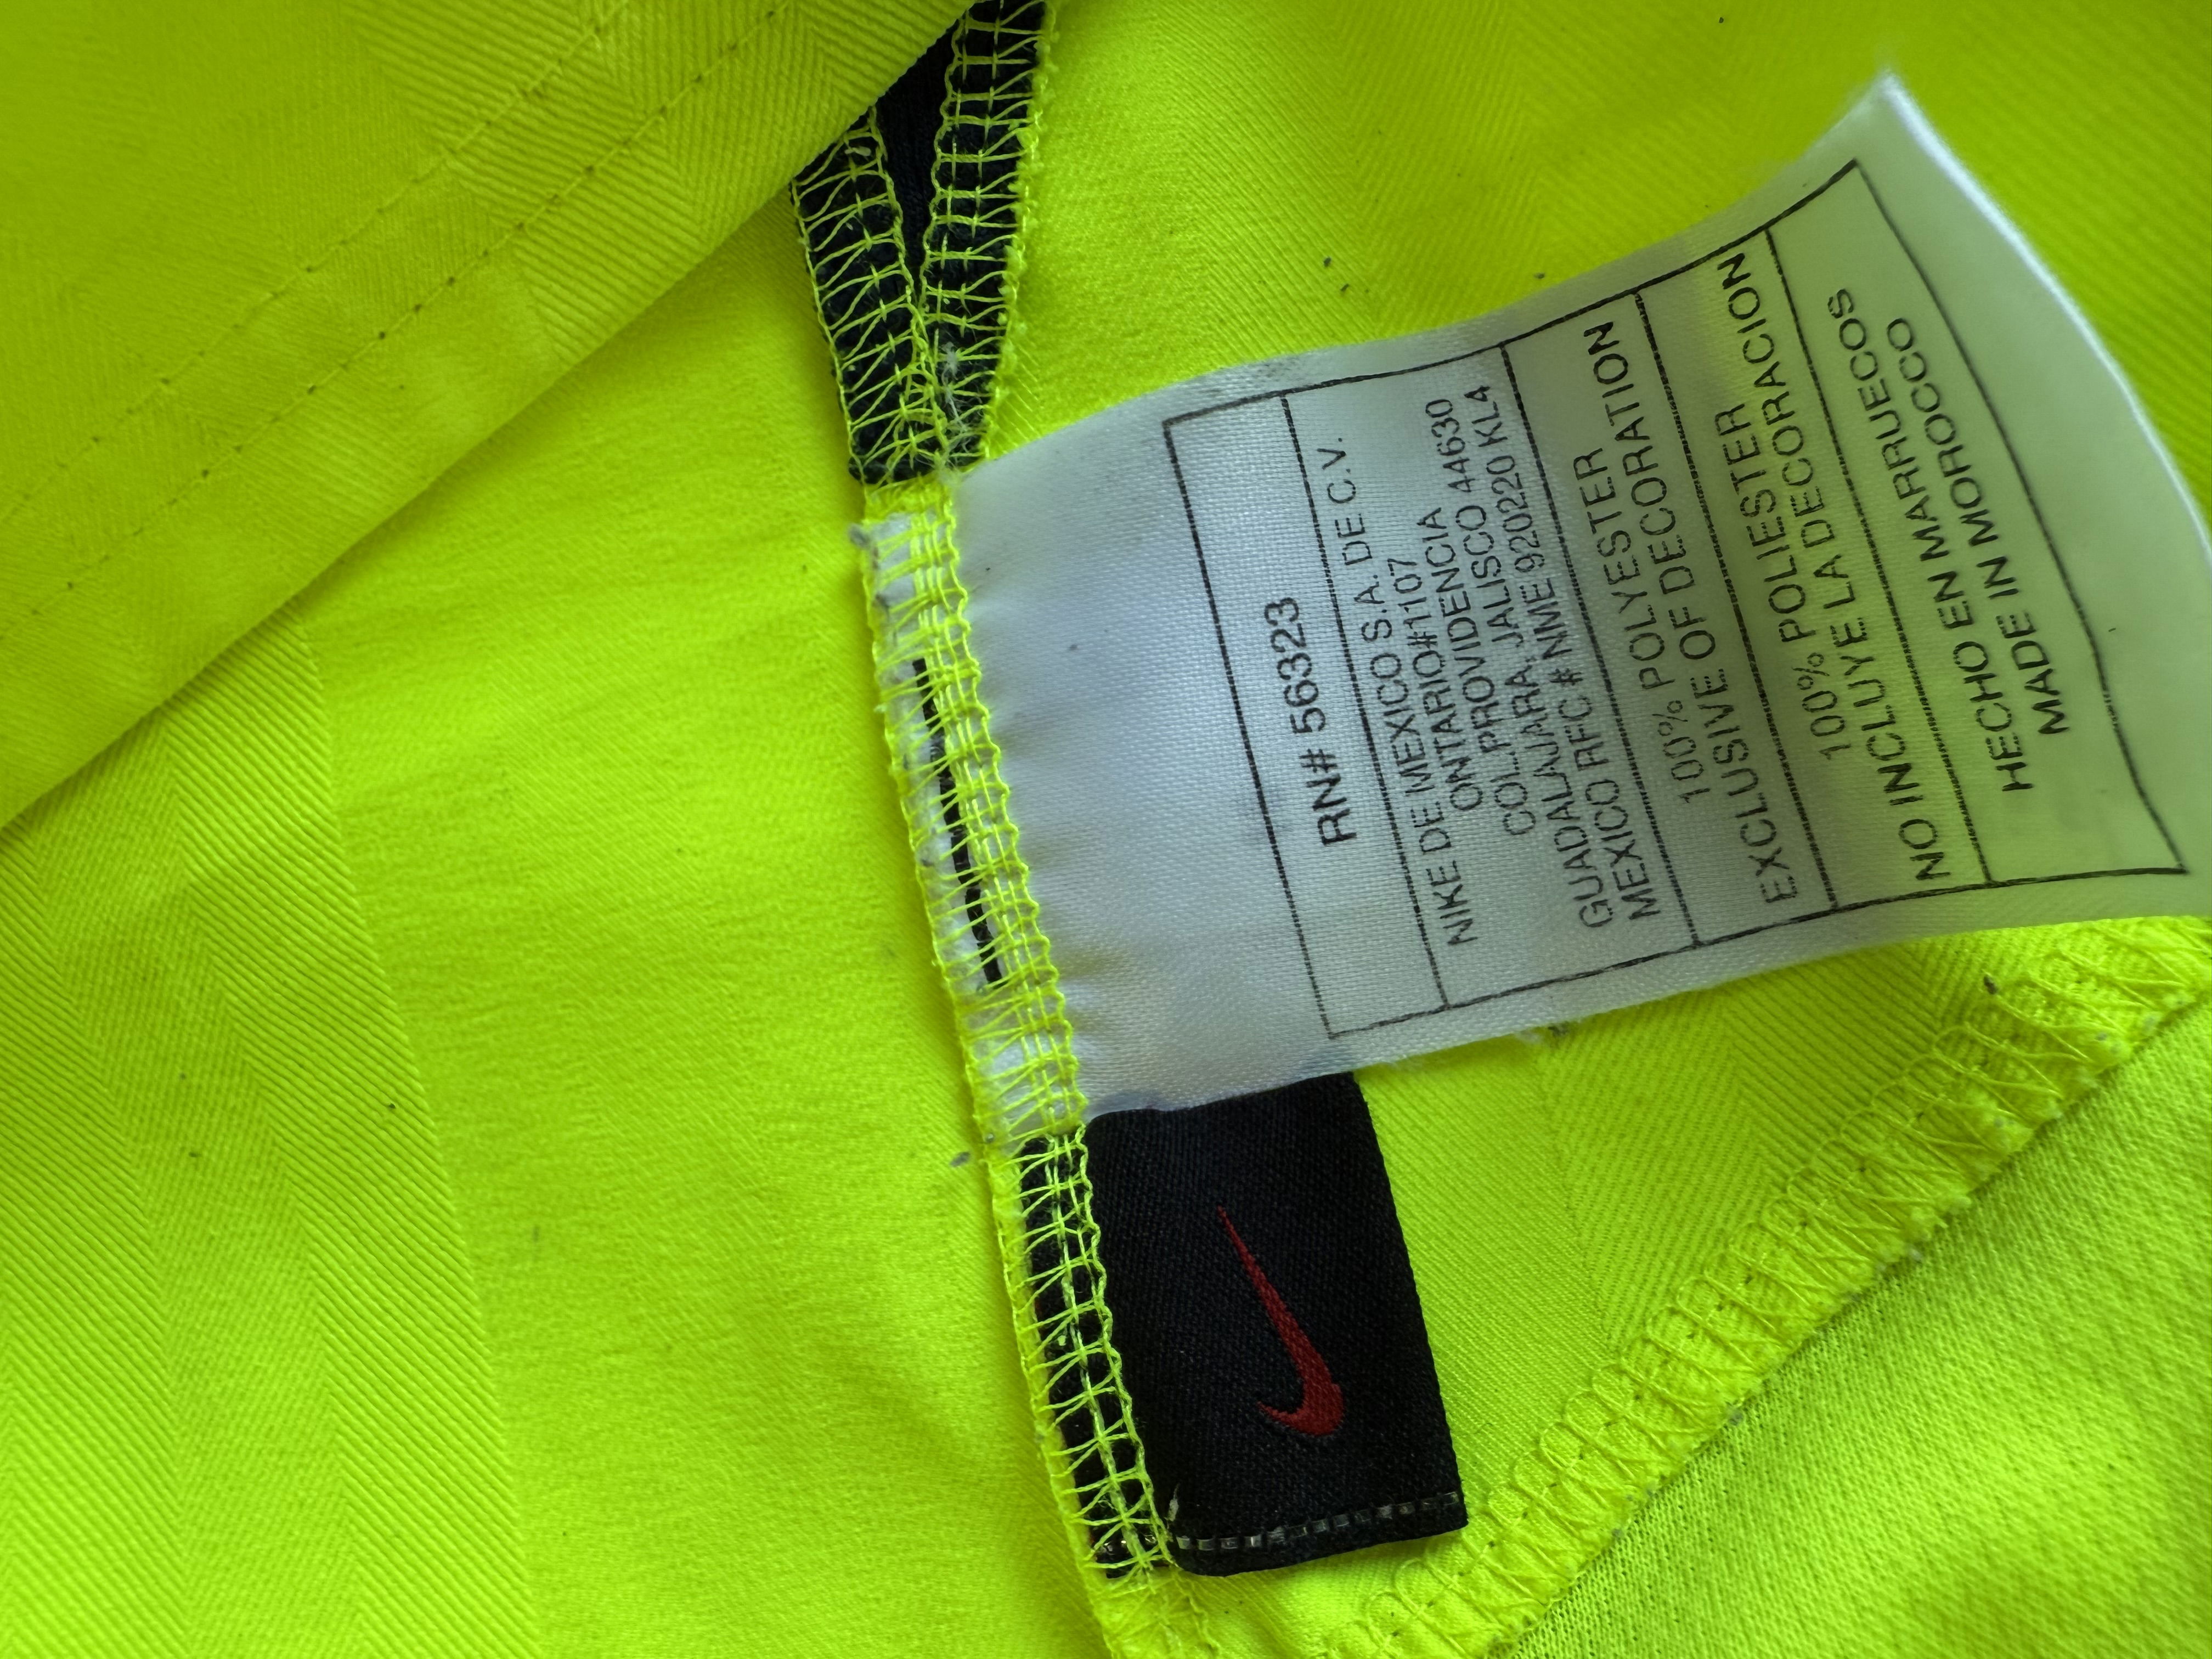 RN# 56323
NIKE DE MEXICO S.A. DE C.V.
ONTARIO#1107
COL.PROVIDENCIA
GUADALAJARA, JALISCO 44630
MEXICO RFC # NME 920220 KL4
100% POLYESTER
EXCLUSIVE OF DECORATION
100% POLIESTER
NO INCLUYE LA DECORACION
HECHO EN MARRUECOS
MADE IN MOROCCO